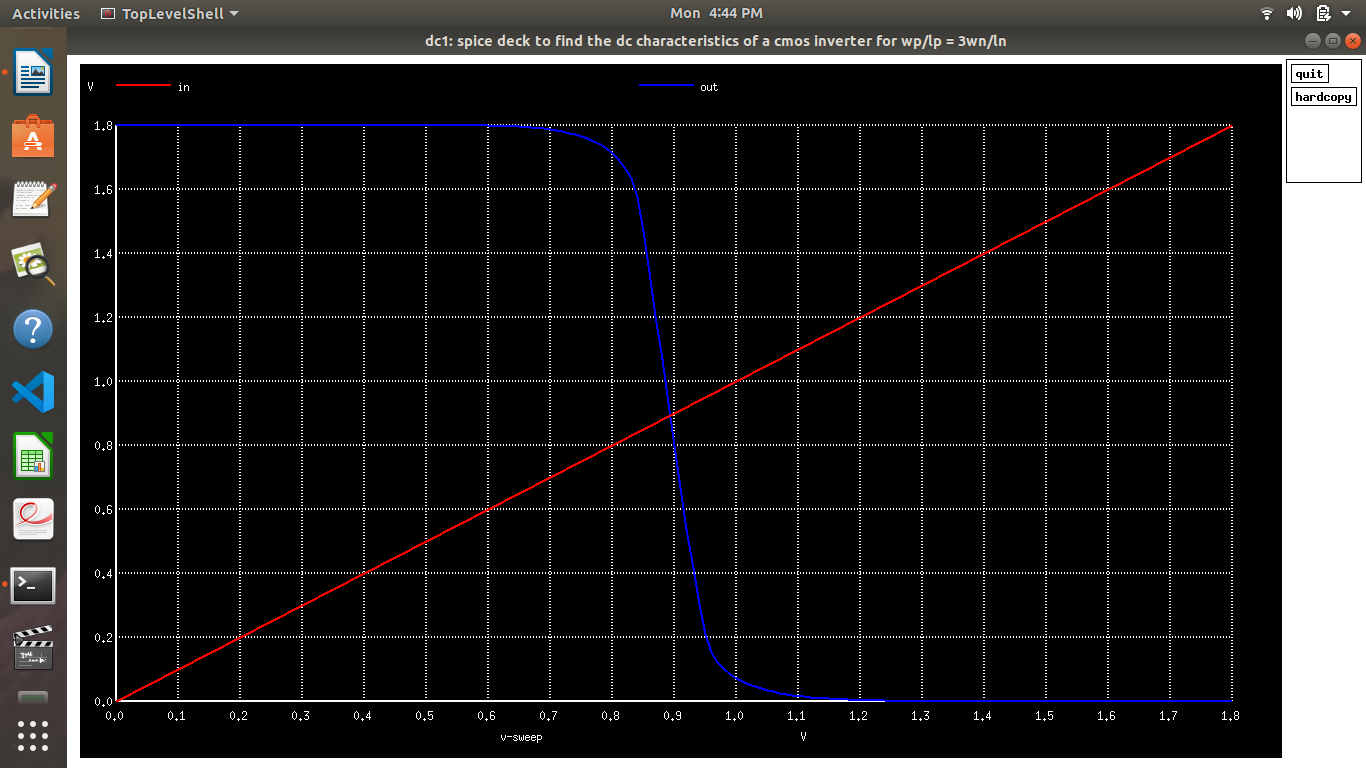 Activities TopLevelShell Mon 4:44 PM
dc1: spice deck to find the dc characteristics of a cmos inverter for wp/lp = 3wn/ln
quit
hardcopy
V in out
1.8
1.6
1.4
1.2
1.0
0.8
0.6
0.4
0.2
0.0
0.0 0.1 0.2 0.3 0.4 0.5 0.6 0.7 0.8 0.9 1.0 1.1 1.2 1.3 1.4 1.5 1.6 1.7 1.8
v-sweep V